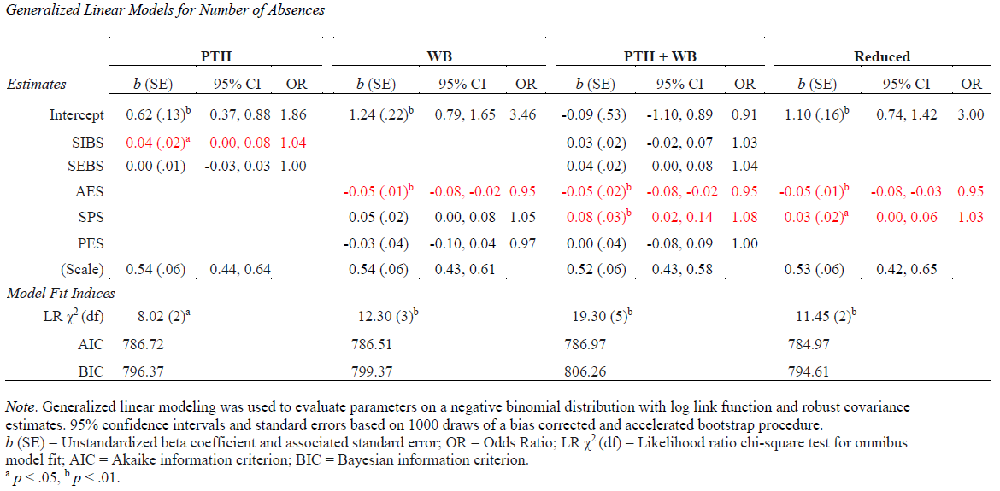 Generalized Linear Models for Number of Absences
PTH WB PTH + WB Reduced
Estimates b (SE) 95% CI OR b (SE) 95% CI OR b (SE) 95% CI OR b (SE) 95% CI OR
Intercept 0.62 (.13)b 0.37, 0.88 1.86 1.24 (.22)b 0.79, 1.65 3.46 -0.09 (.53) -1.10, 0.89 0.91 1.10 (.16)b 0.74, 1.42 3.00
SIBS 0.04 (.02)a 0.00, 0.08 1.04 0.03 (.02) -0.02, 0.07 1.03
SEBS 0.00 (.01) -0.03, 0.03 1.00 0.04 (.02) 0.00, 0.08 1.04
AES -0.05 (.01)b -0.08, -0.02 0.95 -0.05 (.02)b -0.08, -0.02 0.95 -0.05 (.01)b -0.08, -0.03 0.95
SPS 0.05 (.02) 0.00, 0.08 1.05 0.08 (.03)b 0.02, 0.14 1.08 0.03 (.02)a 0.00, 0.06 1.03
PES -0.03 (.04) -0.10, 0.04 0.97 0.00 (.04) -0.08, 0.09 1.00
(Scale) 0.54 (.06) 0.44, 0.64 0.54 (.06) 0.43, 0.61 0.52 (.06) 0.43, 0.58 0.53 (.06) 0.42, 0.65
Model Fit Indices
LR χ2 (df) 8.02 (2)a 12.30 (3)b 19.30 (5)b 11.45 (2)b
AIC 786.72 786.51 786.97 784.97
BIC 796.37 799.37 806.26 794.61
Note. Generalized linear modeling was used to evaluate parameters on a negative binomial distribution with log link function and robust covariance
estimates. 95% confidence intervals and standard errors based on 1000 draws of a bias corrected and accelerated bootstrap procedure.
b (SE) = Unstandardized beta coefficient and associated standard error; OR = Odds Ratio; LR χ2 (df) = Likelihood ratio chi-square test for omnibus
model fit; AIC = Akaike information criterion; BIC = Bayesian information criterion.
a p < .05, b p < .01.